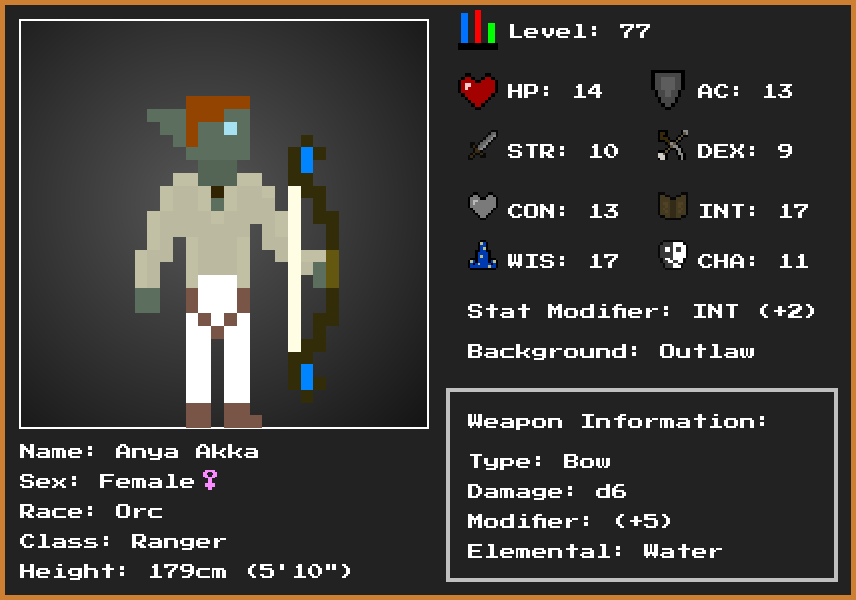 Level: 77
HP: 14
AC: 13
STR: 10
DEX: 9
CON: 13
INT: 17
WIS: 17
CHA: 11
Stat Modifier: INT (+2)
Background: Outlaw
Weapon Information:
Type: Bow
Damage: d6
Modifier: (+5)
Elemental: Water
Name: Anya Akka
Sex: Female♀
Race: Orc
Class: Ranger
Height: 179cm (5'10")